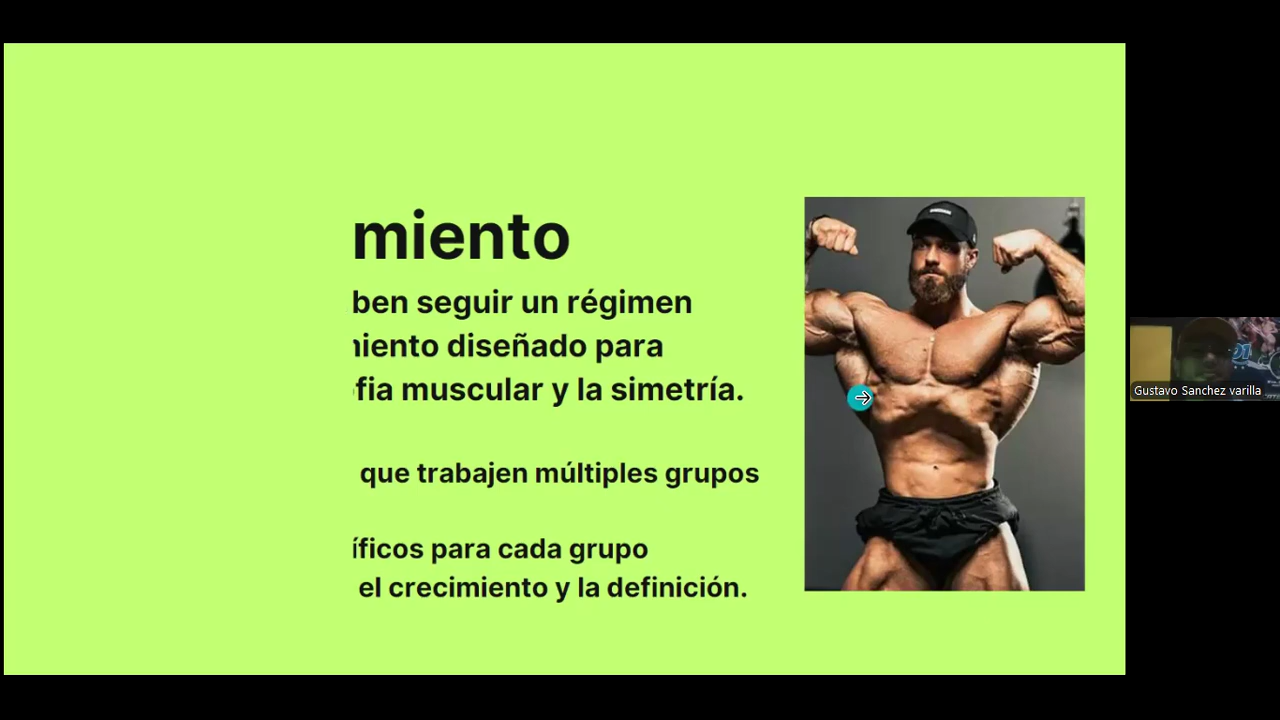 miento
ben seguir un régimen
iento diseñado para
fia muscular y la simetría.
que trabajen múltiples grupos
íficos para cada grupo
el crecimiento y la definición.
Gustavo Sanchez varilla